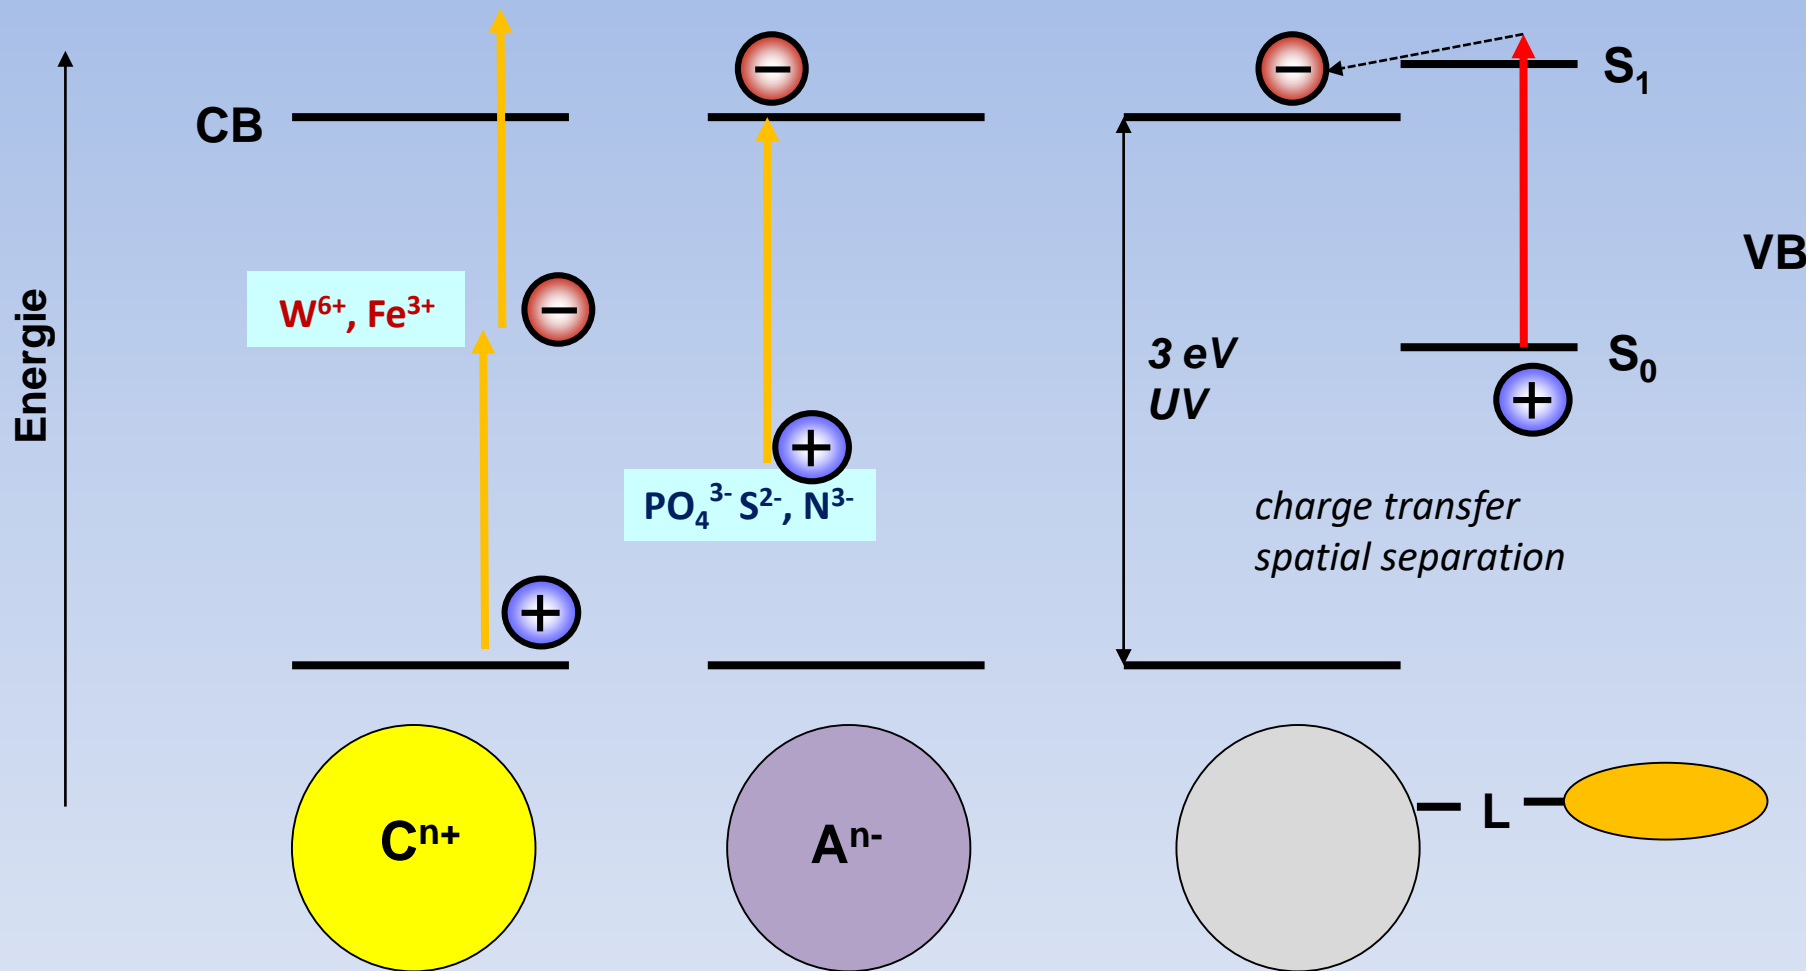 Energie
CB
W⁶⁺, Fe³⁺
−
+
Cⁿ⁺
−
+
PO₄³⁻ S²⁻, N³⁻
Aⁿ⁻
−
S₁
S₀
+
VB
3 eV
UV
charge transfer
spatial separation
L